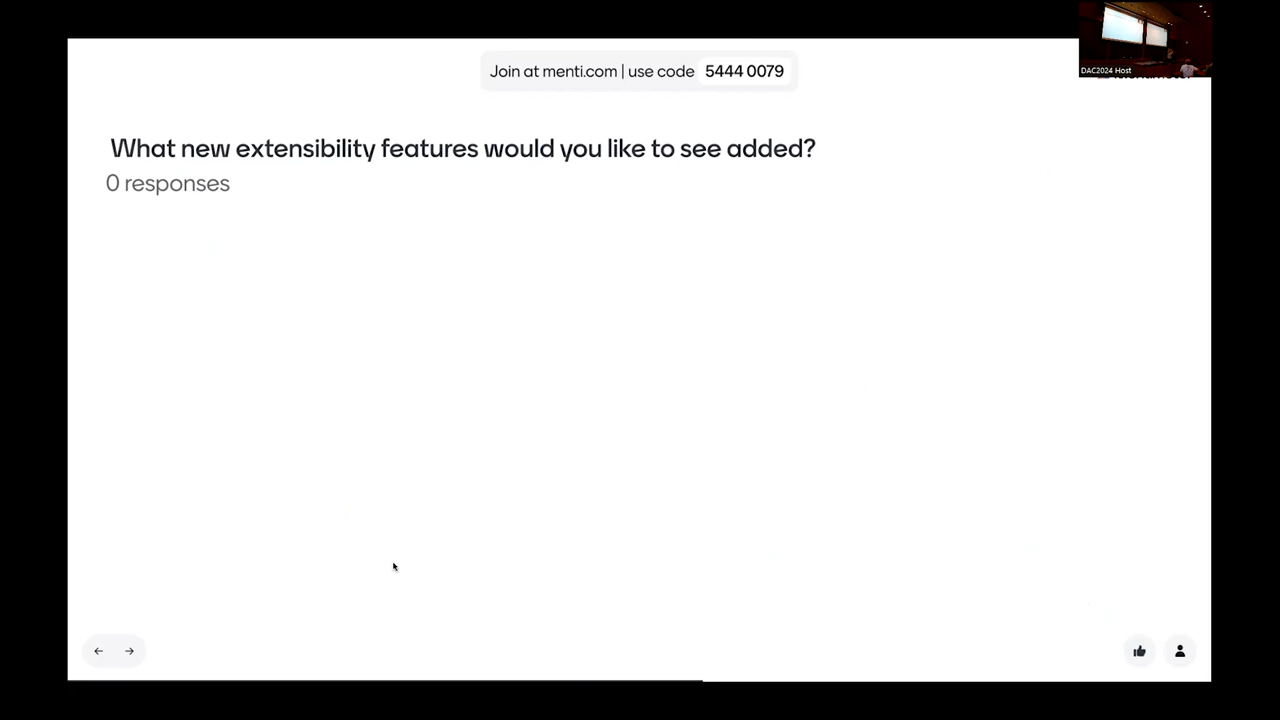 Join at menti.com | use code 5444 0079
DAC2024 Host
What new extensibility features would you like to see added?
0 responses